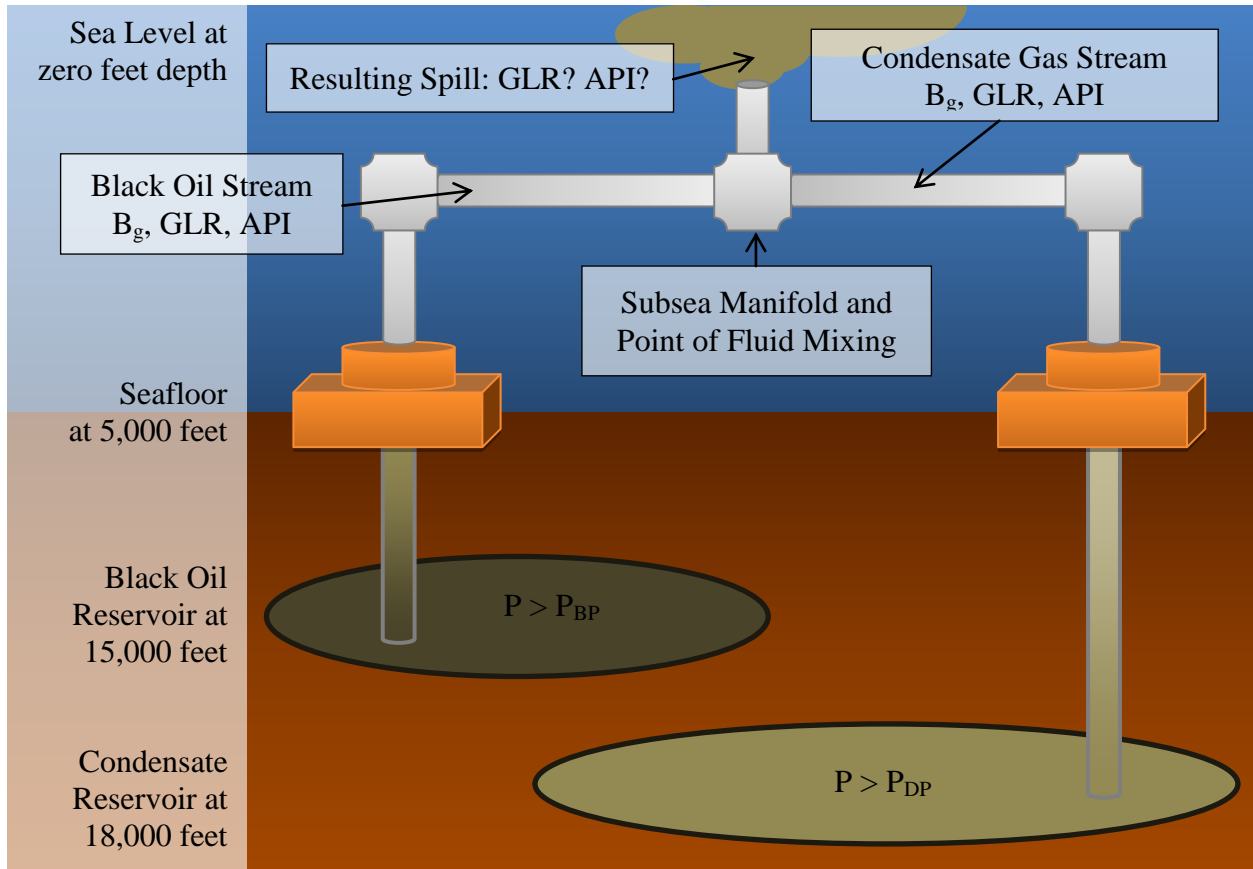 Sea Level at
zero feet depth
Resulting Spill: GLR? API?
Condensate Gas Stream
Bg, GLR, API
Black Oil Stream
Bg, GLR, API
Subsea Manifold and
Point of Fluid Mixing
Seafloor
at 5,000 feet
Black Oil
Reservoir at
15,000 feet
P > PBP
Condensate
Reservoir at
18,000 feet
P > PDP